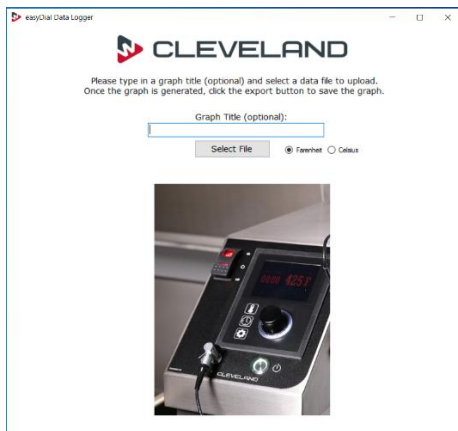 easyDial Data Logger
CLEVELAND
Please type in a graph title (optional) and select a data file to upload.
Once the graph is generated, click the export button to save the graph.
Graph Title (optional):
Select File
Farenheit
Celsius
425F
CLEVELAND